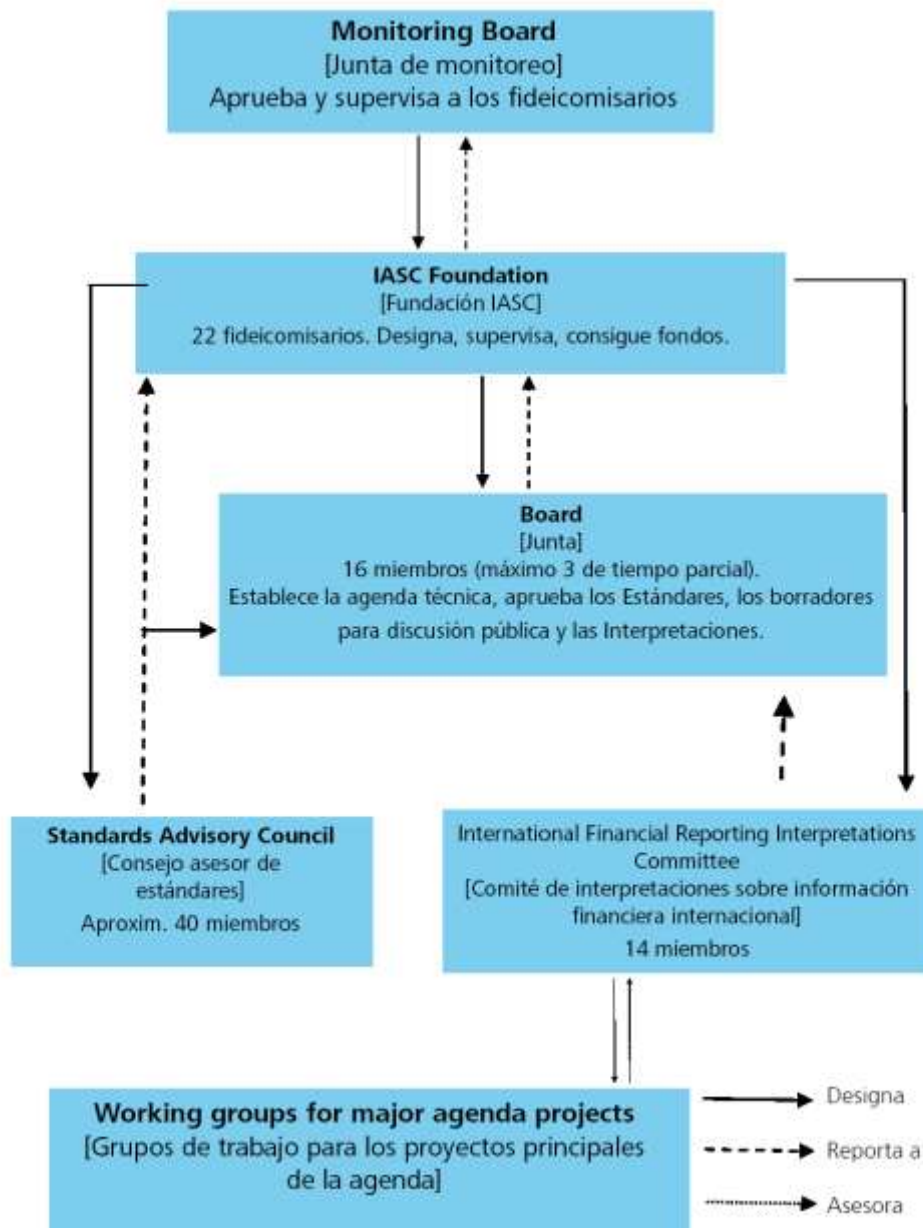 Monitoring Board
[Junta de monitoreo]
Aprueba y supervisa a los fideicomisarios
IASC Foundation
[Fundación IASC]
22 fideicomisarios. Designa, supervisa, consigue fondos.
Board
[Junta]
16 miembros (máximo 3 de tiempo parcial).
Establece la agenda técnica, aprueba los Estándares, los borradores
para discusión pública y las Interpretaciones.
Standards Advisory Council
[Consejo asesor de
estándares]
Aproxim. 40 miembros
International Financial Reporting Interpretations
Committee
[Comité de interpretaciones sobre información
financiera internacional]
14 miembros
Working groups for major agenda projects
[Grupos de trabajo para los proyectos principales
de la agenda]
Designa
Reporta a
Asesora